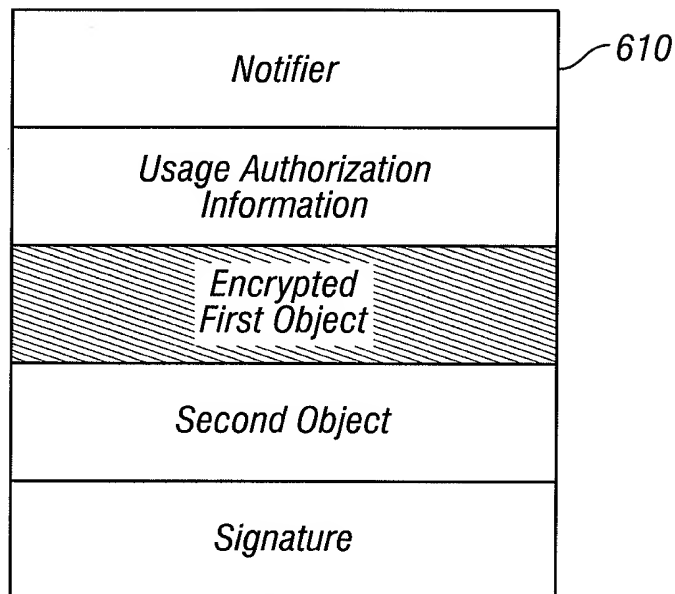 Notifier
610
Usage Authorization
Information
Encrypted
First Object
Second Object
Signature